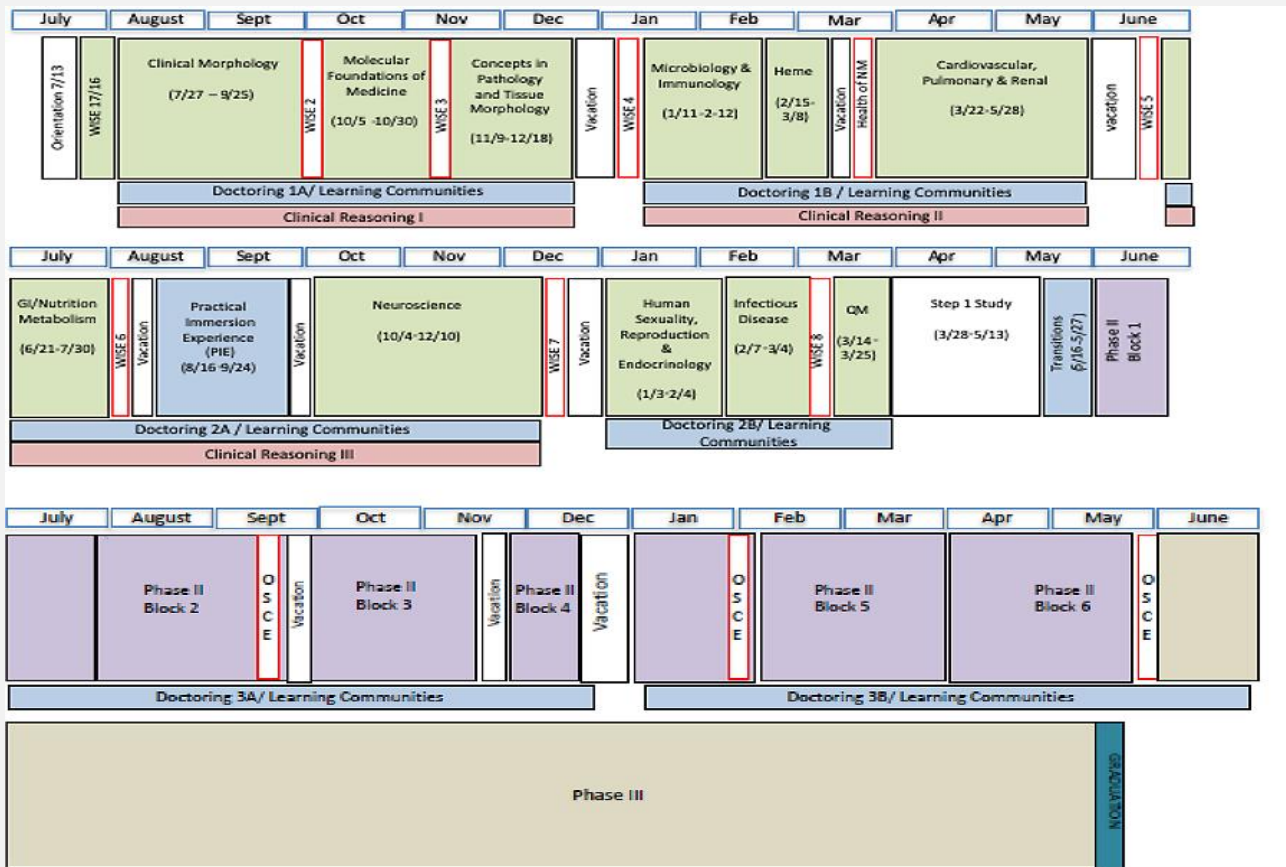 July August Sept Oct Nov Dec Jan Feb Mar Apr May June
Orientation 7/13
WISE 17/16
Clinical Morphology
(7/27 – 9/25)
WISE 2
Molecular
Foundations of
Medicine
(10/5 -10/30)
WISE 3
Concepts in
Pathology
and Tissue
Morphology
(11/9-12/18)
Vacation
WISE 4
Microbiology &
Immunology
(1/11-2-12)
Heme
(2/15-
3/8)
Vacation
Health of NM
Cardiovascular,
Pulmonary & Renal
(3/22-5/28)
vacation
WISE 5
Doctoring 1A/ Learning Communities
Doctoring 1B / Learning Communities
Clinical Reasoning I
Clinical Reasoning II
July August Sept Oct Nov Dec Jan Feb Mar Apr May June
GI/Nutrition
Metabolism
(6/21-7/30)
WISE 6
Vacation
Practical
Immersion
Experience
(PIE)
(8/16-9/24)
Vacation
Neuroscience
(10/4-12/10)
WISE 7
Vacation
Human
Sexuality,
Reproduction
&
Endocrinology
(1/3-2/4)
Infectious
Disease
(2/7-3/4)
WISE 8
QM
(3/14-
3/25)
Step 1 Study
(3/28-5/13)
Transitions
5/16-5/27)
Phase II
Block 1
Doctoring 2A / Learning Communities
Doctoring 2B/ Learning
Communities
Clinical Reasoning III
July August Sept Oct Nov Dec Jan Feb Mar Apr May June
Phase II
Block 2
OSCE
Vacation
Phase II
Block 3
Vacation
Phase II
Block 4
Vacation
OSCE
Phase II
Block 5
Phase II
Block 6
OSCE
Doctoring 3A/ Learning Communities
Doctoring 3B/ Learning Communities
Phase III
GRADUATION